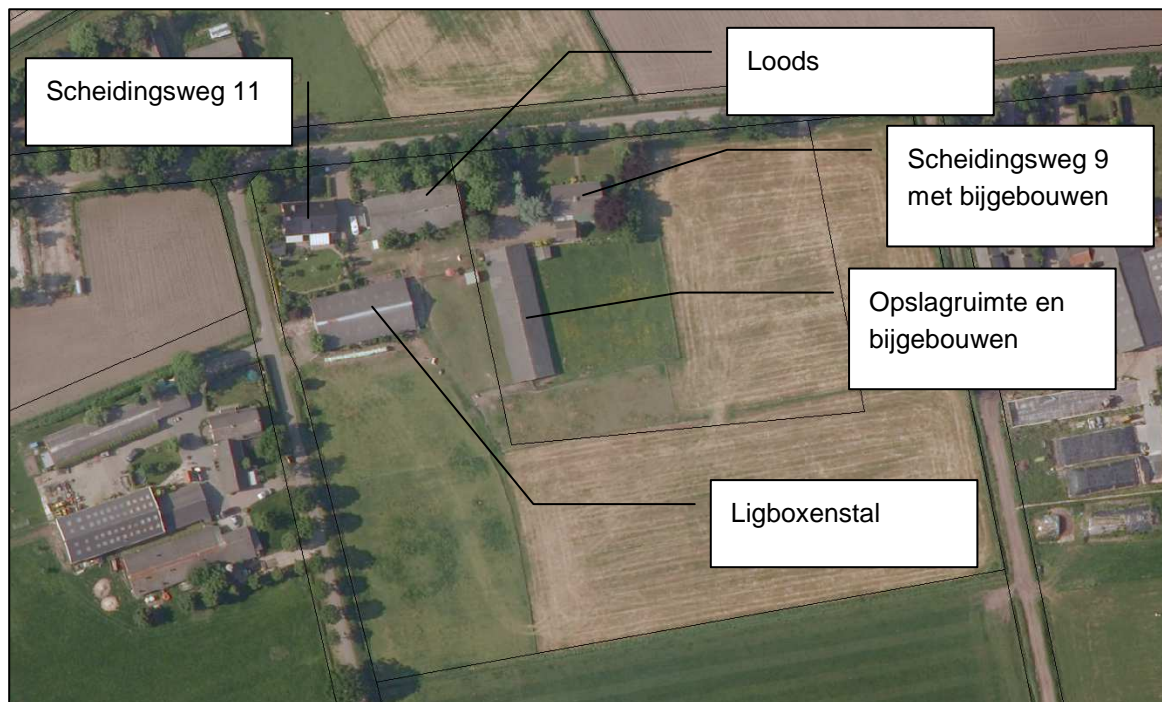 Loods
Scheidingsweg 11
Scheidingsweg 9
met bijgebouwen
Opslagruimte en
bijgebouwen
Ligboxenstal